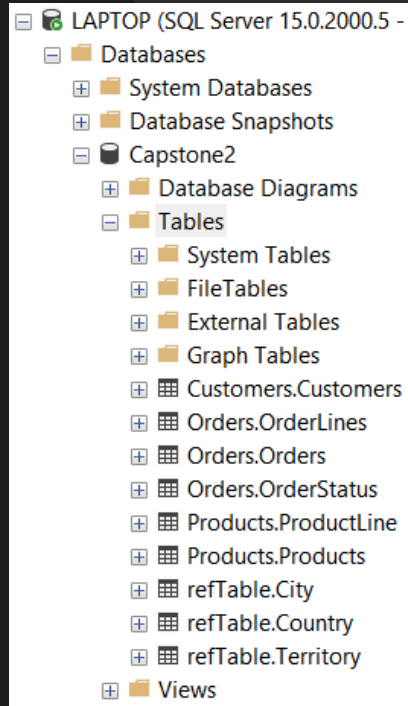 LAPTOP (SQL Server 15.0.2000.5 -
Databases
System Databases
Database Snapshots
Capstone2
Database Diagrams
Tables
System Tables
FileTables
External Tables
Graph Tables
Customers.Customers
Orders.OrderLines
Orders.Orders
Orders.OrderStatus
Products.ProductLine
Products.Products
refTable.City
refTable.Country
refTable.Territory
Views